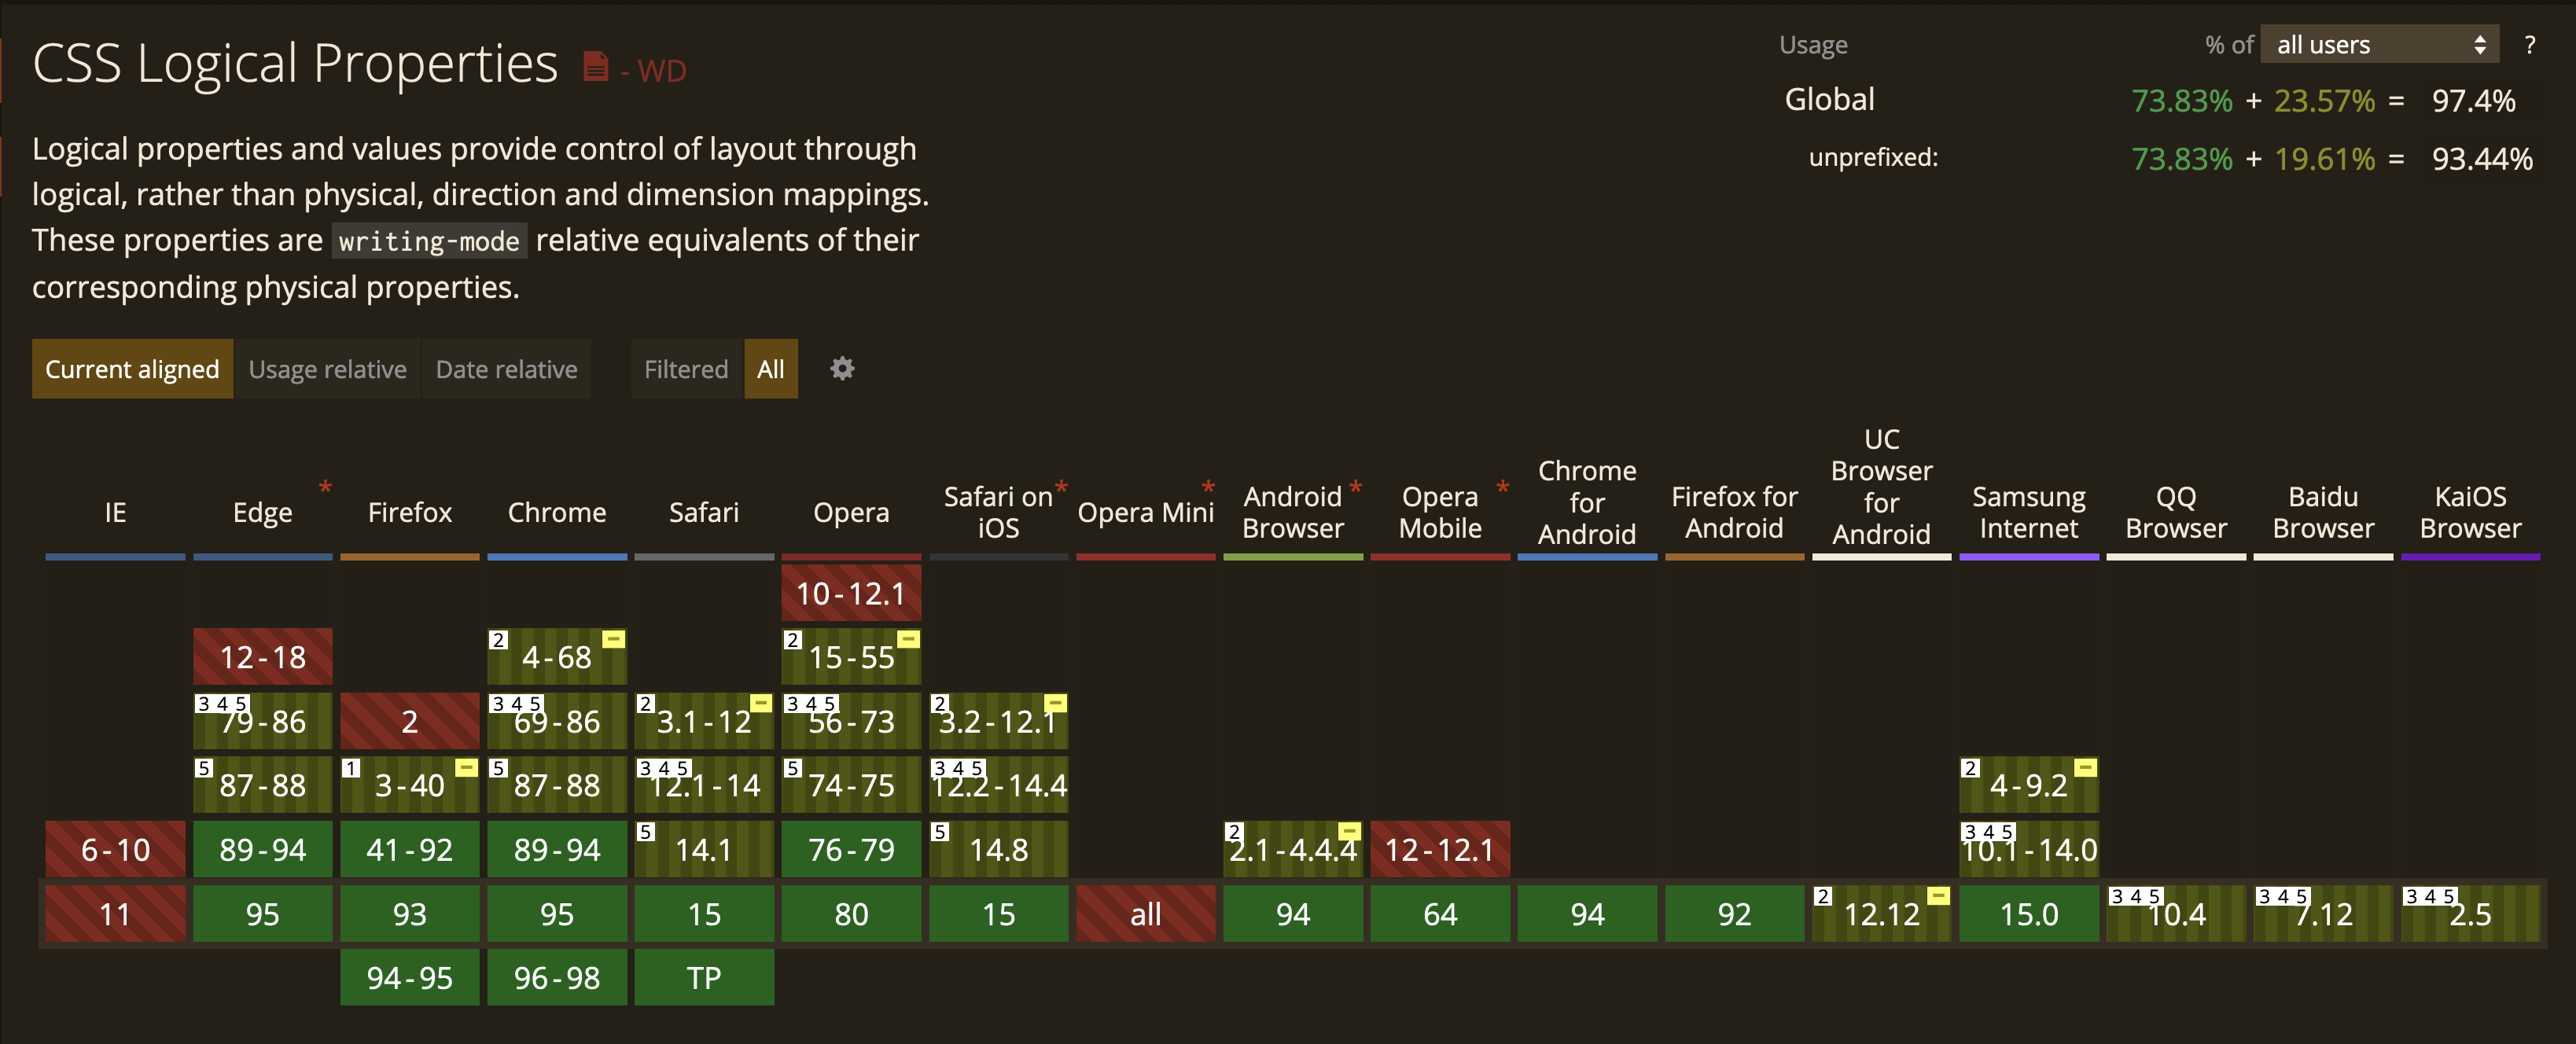 CSS Logical Properties - WD
Usage % of all users ?
Global 73.83% + 23.57% = 97.4%
unprefixed: 73.83% + 19.61% = 93.44%
Logical properties and values provide control of layout through
logical, rather than physical, direction and dimension mappings.
These properties are writing-mode relative equivalents of their
corresponding physical properties.
Current aligned Usage relative Date relative Filtered All
IE
Edge *
Firefox
Chrome
Safari
Opera
Safari on *
iOS
Opera Mini *
Android *
Browser
Opera *
Mobile
Chrome
for
Android
Firefox for
Android
UC
Browser
for
Android
Samsung
Internet
QQ
Browser
Baidu
Browser
KaiOS
Browser
10-12.1
12-18 2 4-68 − 2 15-55 −
3 4 5 79-86 2 3 4 5 69-86 2 3.1-12 − 3 4 5 56-73 2 3.2-12.1 −
5 87-88 1 3-40 − 5 87-88 3 4 5 12.1-14 5 74-75 3 4 5 12.2-14.4 2 4-9.2 −
6-10 89-94 41-92 89-94 5 14.1 76-79 5 14.8 2 2.1-4.4.4 − 12-12.1 3 4 5 10.1-14.0
11 95 93 95 15 80 15 all 94 64 94 92 2 12.12 − 15.0 3 4 5 10.4 3 4 5 7.12 3 4 5 2.5
94-95 96-98 TP